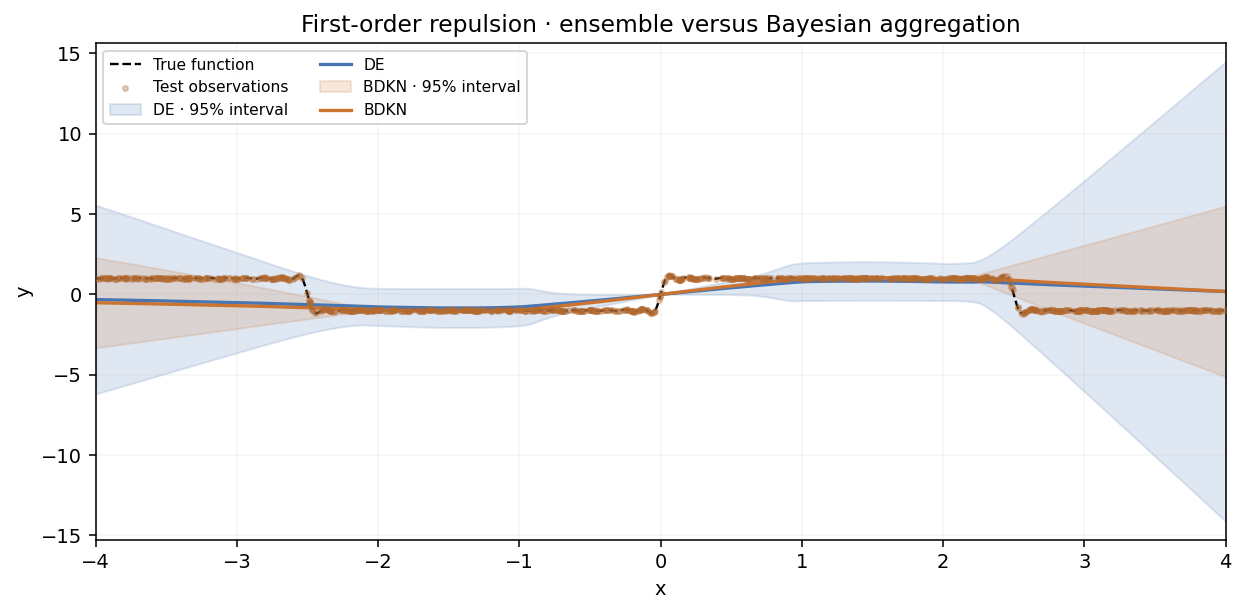 First-order repulsion · ensemble versus Bayesian aggregation
True function
Test observations
DE · 95% interval
DE
BDKN · 95% interval
BDKN
15
10
5
0
−5
−10
−15
y
−4
−3
−2
−1
0
1
2
3
4
x